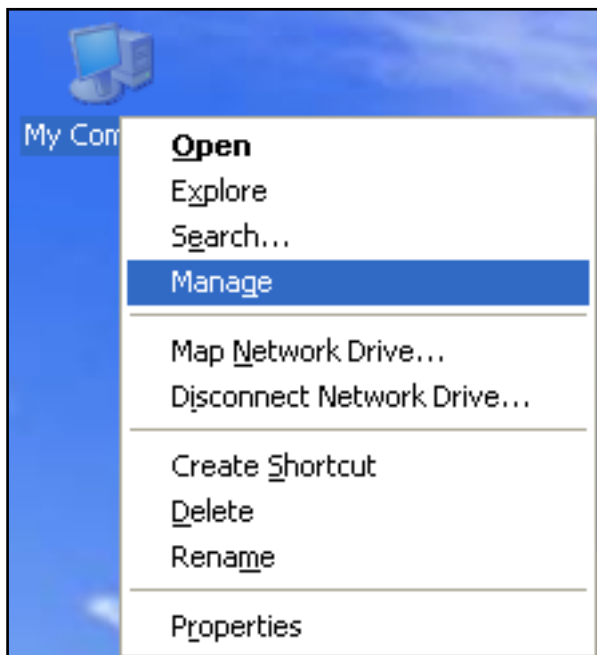 My Com
Open
Explore
Search...
Manage
Map Network Drive...
Disconnect Network Drive...
Create Shortcut
Delete
Rename
Properties